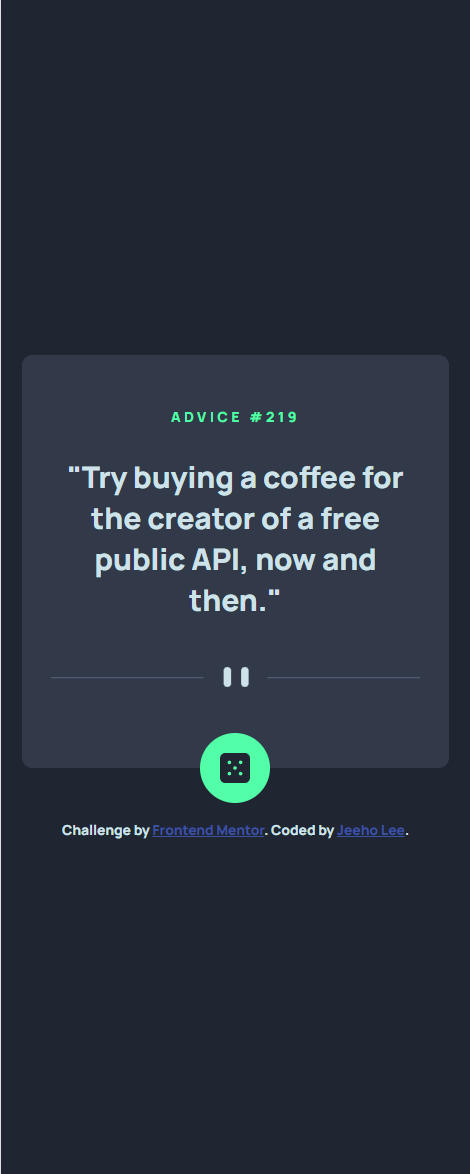 ADVICE #219
"Try buying a coffee for
the creator of a free
public API, now and
then."
Challenge by Frontend Mentor. Coded by Jeeho Lee.